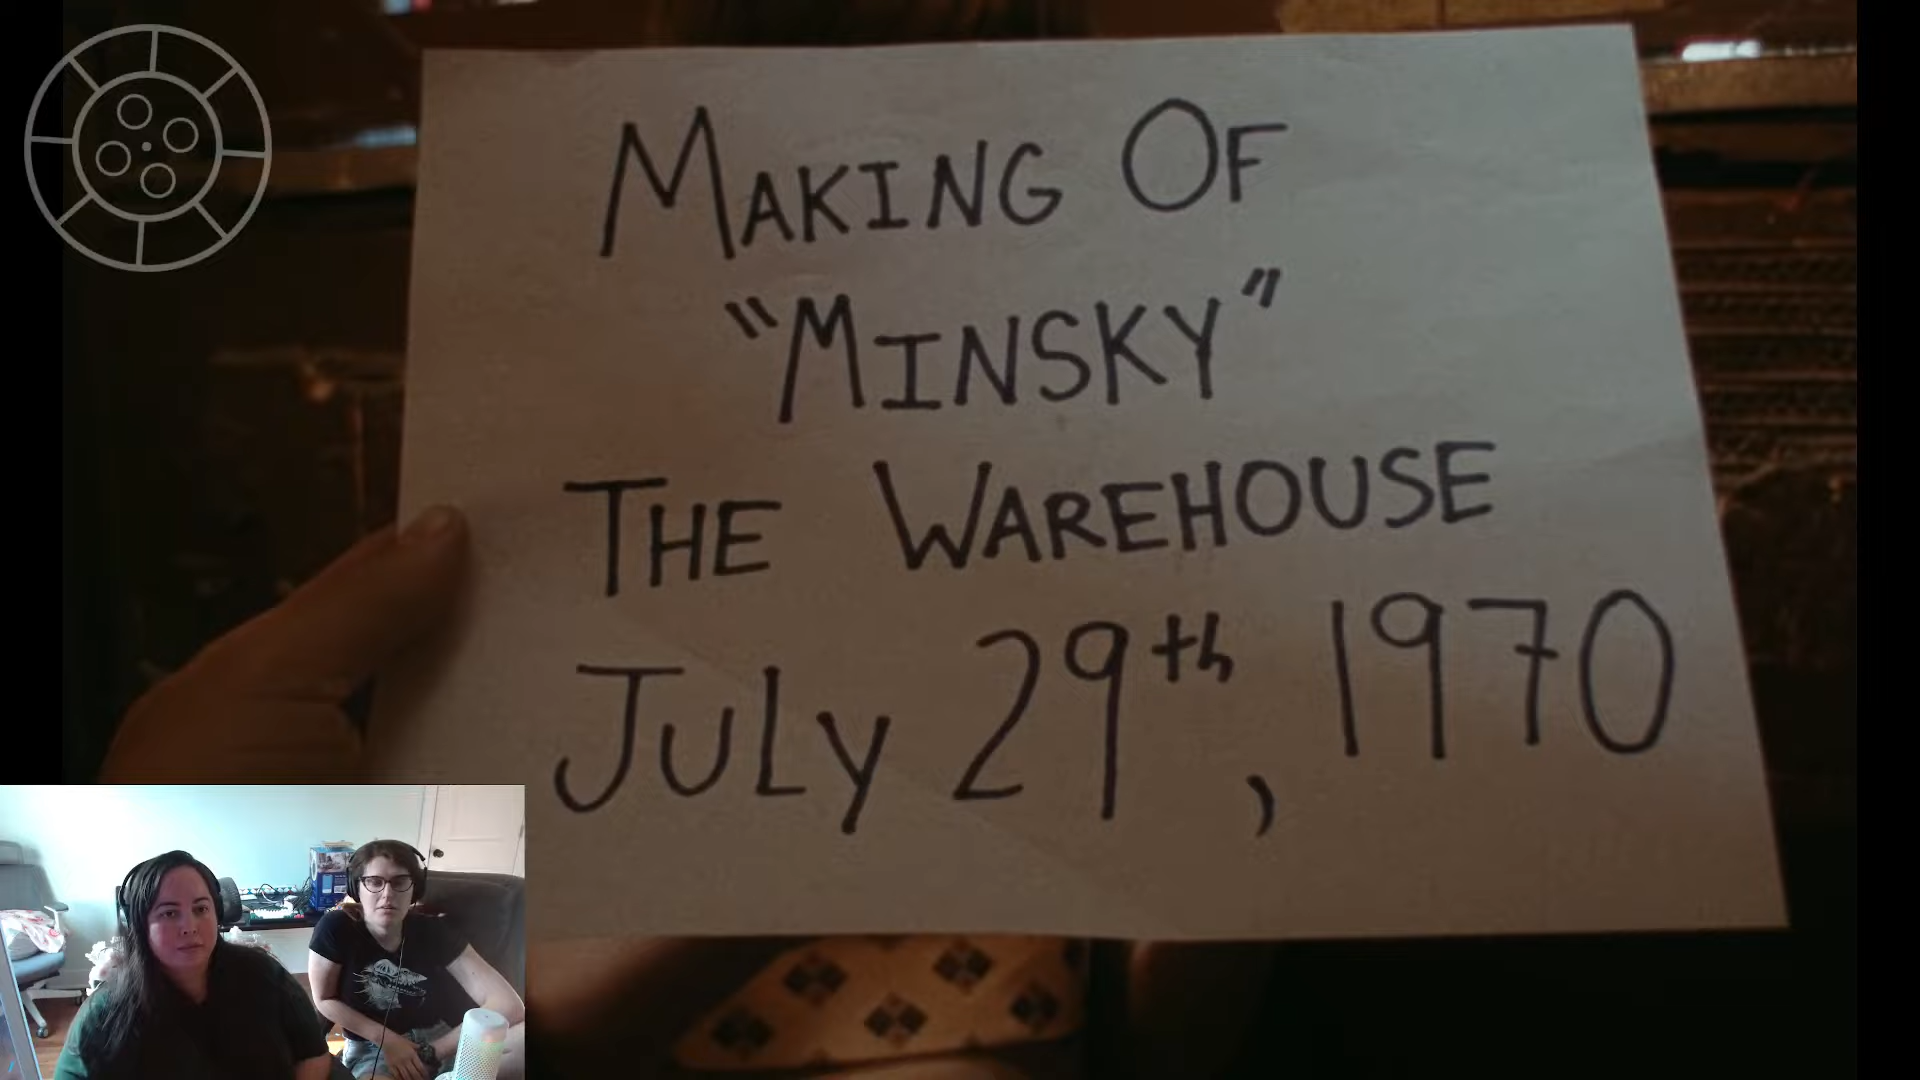 MAKING OF
"MINSKY"
THE WAREHOUSE
JULY 29th, 1970